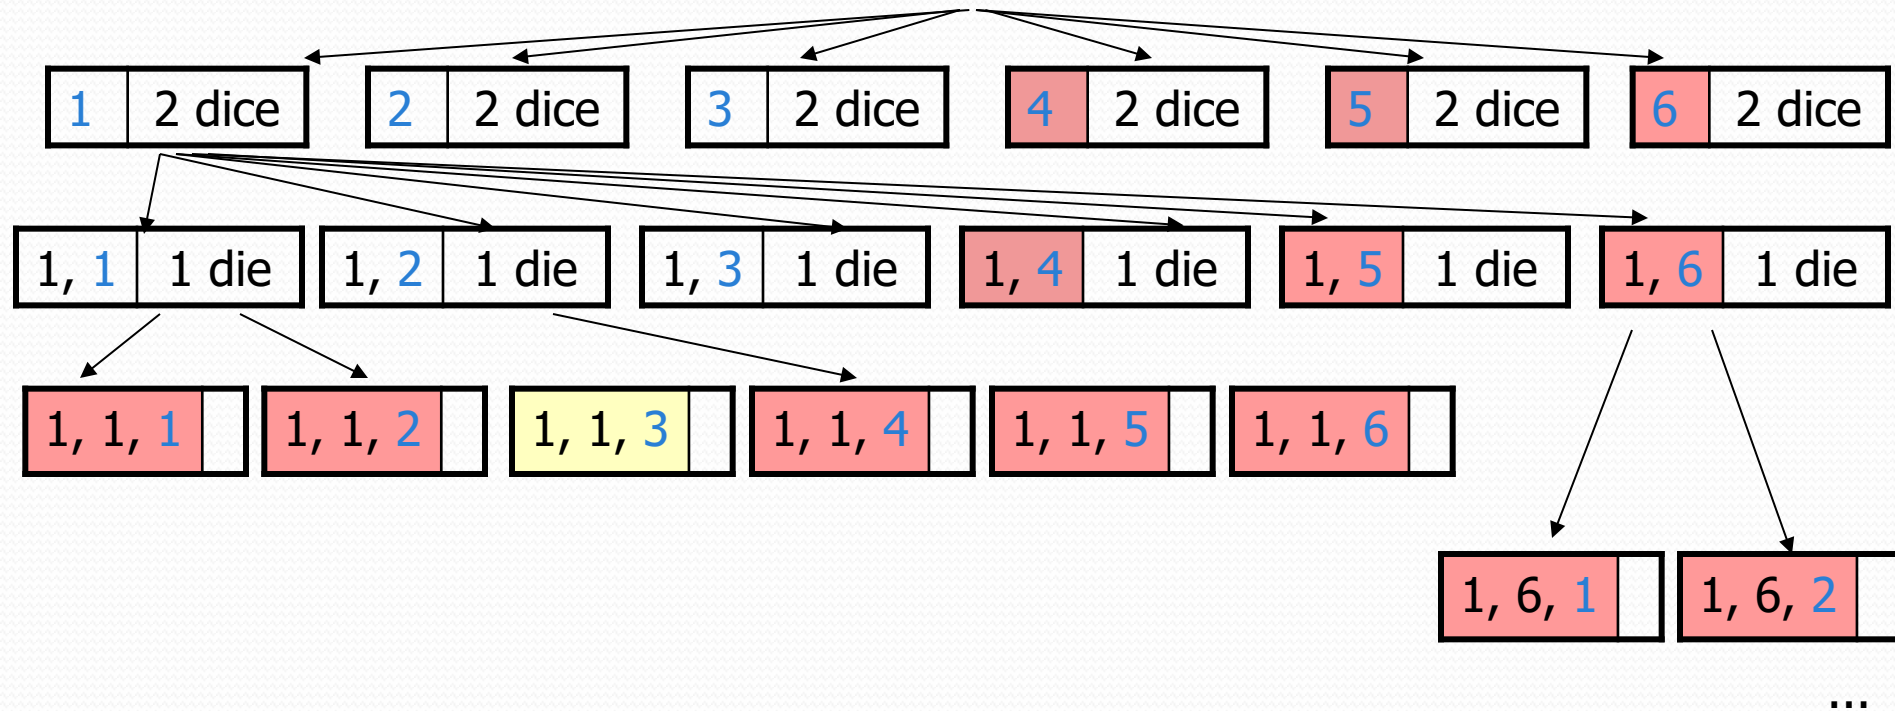 1 2 dice 2 2 dice 3 2 dice 4 2 dice 5 2 dice 6 2 dice
1, 1 1 die 1, 2 1 die 1, 3 1 die 1, 4 1 die 1, 5 1 die 1, 6 1 die
1, 1, 1 1, 1, 2 1, 1, 3 1, 1, 4 1, 1, 5 1, 1, 6
1, 6, 1 1, 6, 2
...